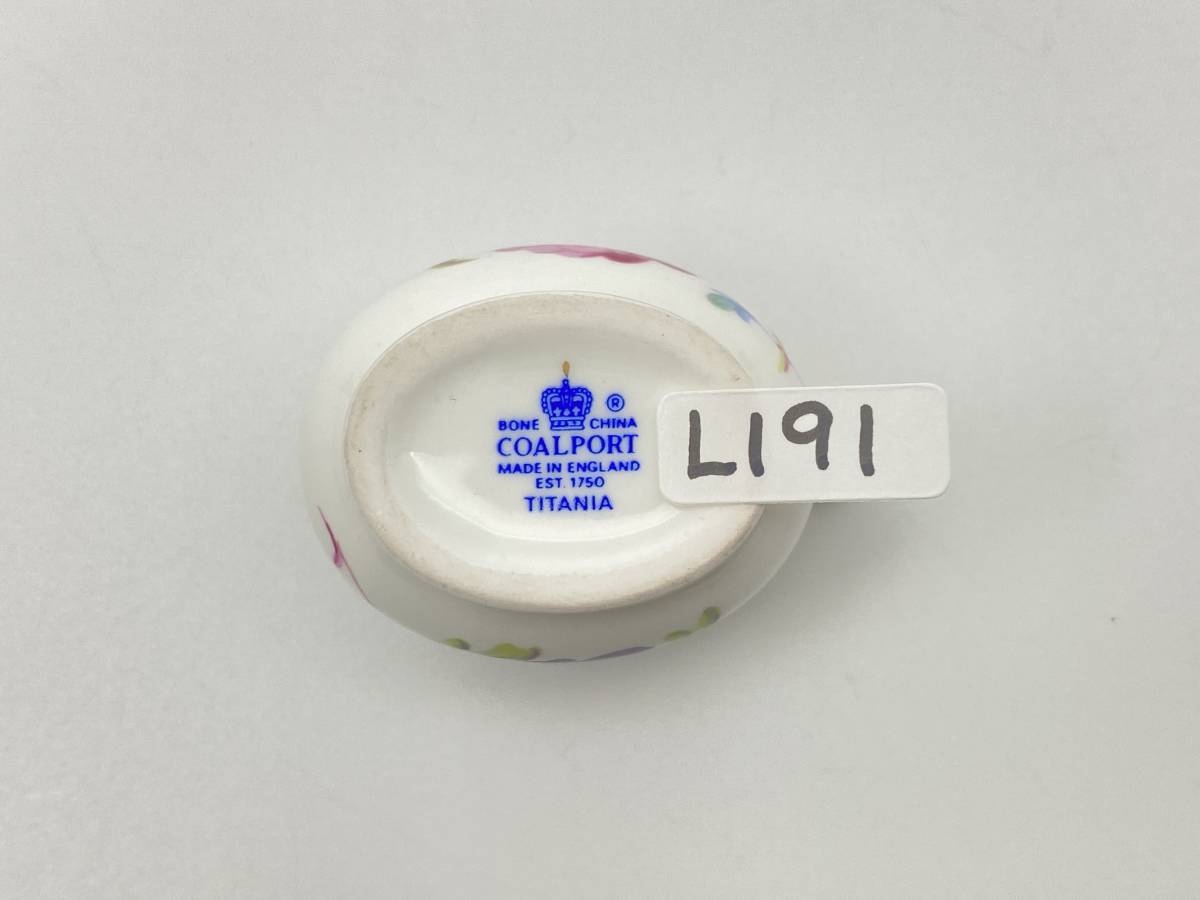 ®
BONE CHINA
COALPORT
MADE IN ENGLAND
EST. 1750
TITANIA
L191